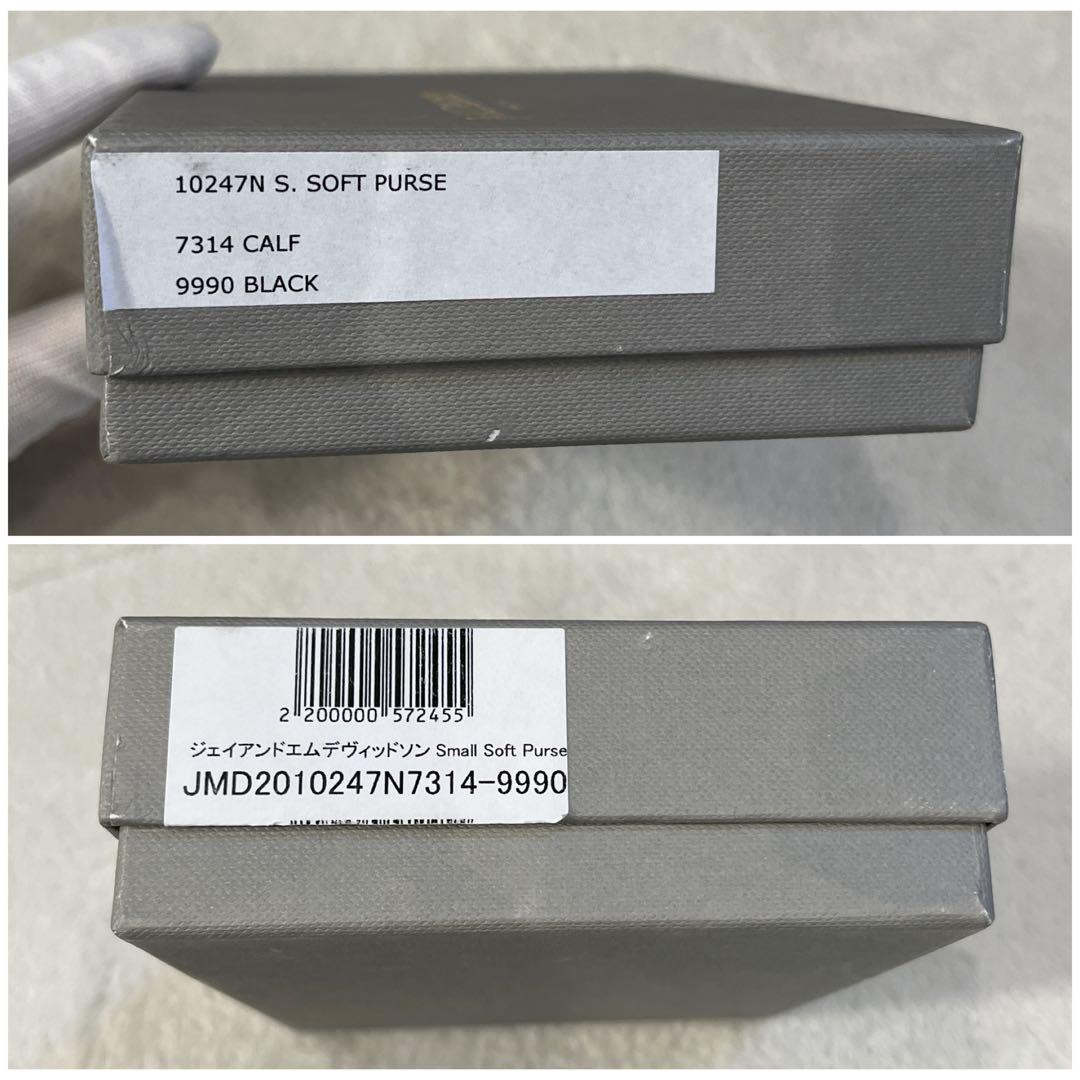 10247N S. SOFT PURSE
7314 CALF
9990 BLACK
2 200000 572455
ジェイアンドエムデヴィッドソン Small Soft Purse
JMD2010247N7314-9990